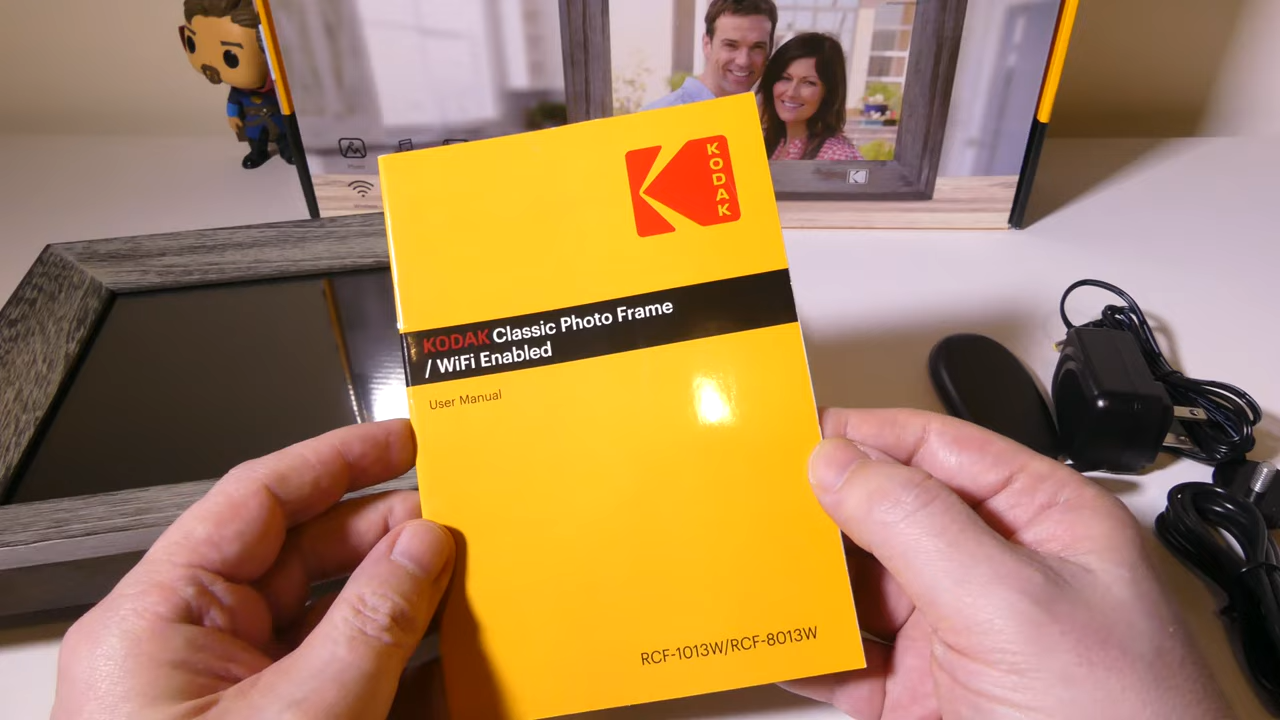 KODAK
KODAK Classic Photo Frame
/ WiFi Enabled
User Manual
RCF-1013W/RCF-8013W